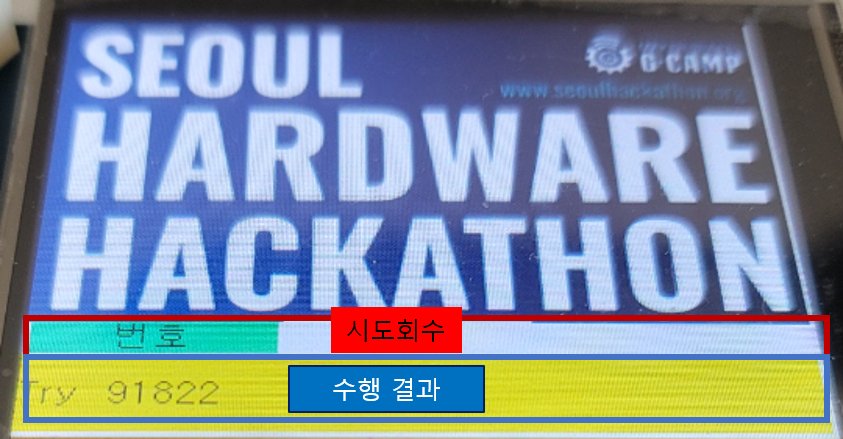 SEOUL
G·CAMP
www.seoulhackathon.org
HARDWARE
HACKATHON
번호
시도회수
Try 91822
수행 결과